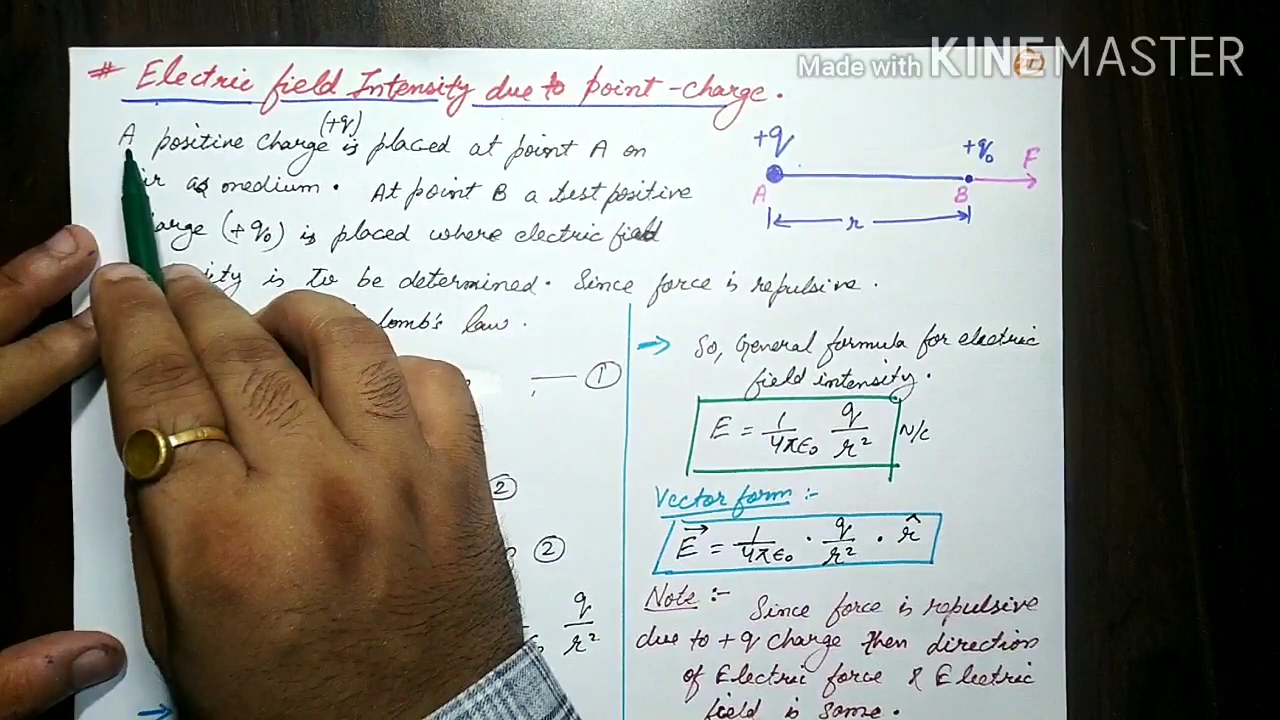 Made with KINEMASTER
# Electric field Intensity due to point-charge.
A positive charge (+q) is placed at point A on
air as medium. At point B a test positive
charge (+q₀) is placed where electric field
is to be determined. Since force is repulsive.
law.
+q
+q₀
F
A
B
r
①
②
②
q
r²
→ So, General formula for electric
field intensity.
E = 1/4πε₀ q/r² N/C
Vector form :-
E⃗ = 1/4πε₀ · q/r² · r̂
Note :- Since force is repulsive
due to +q charge then direction
of Electric force & Electric
field is same.